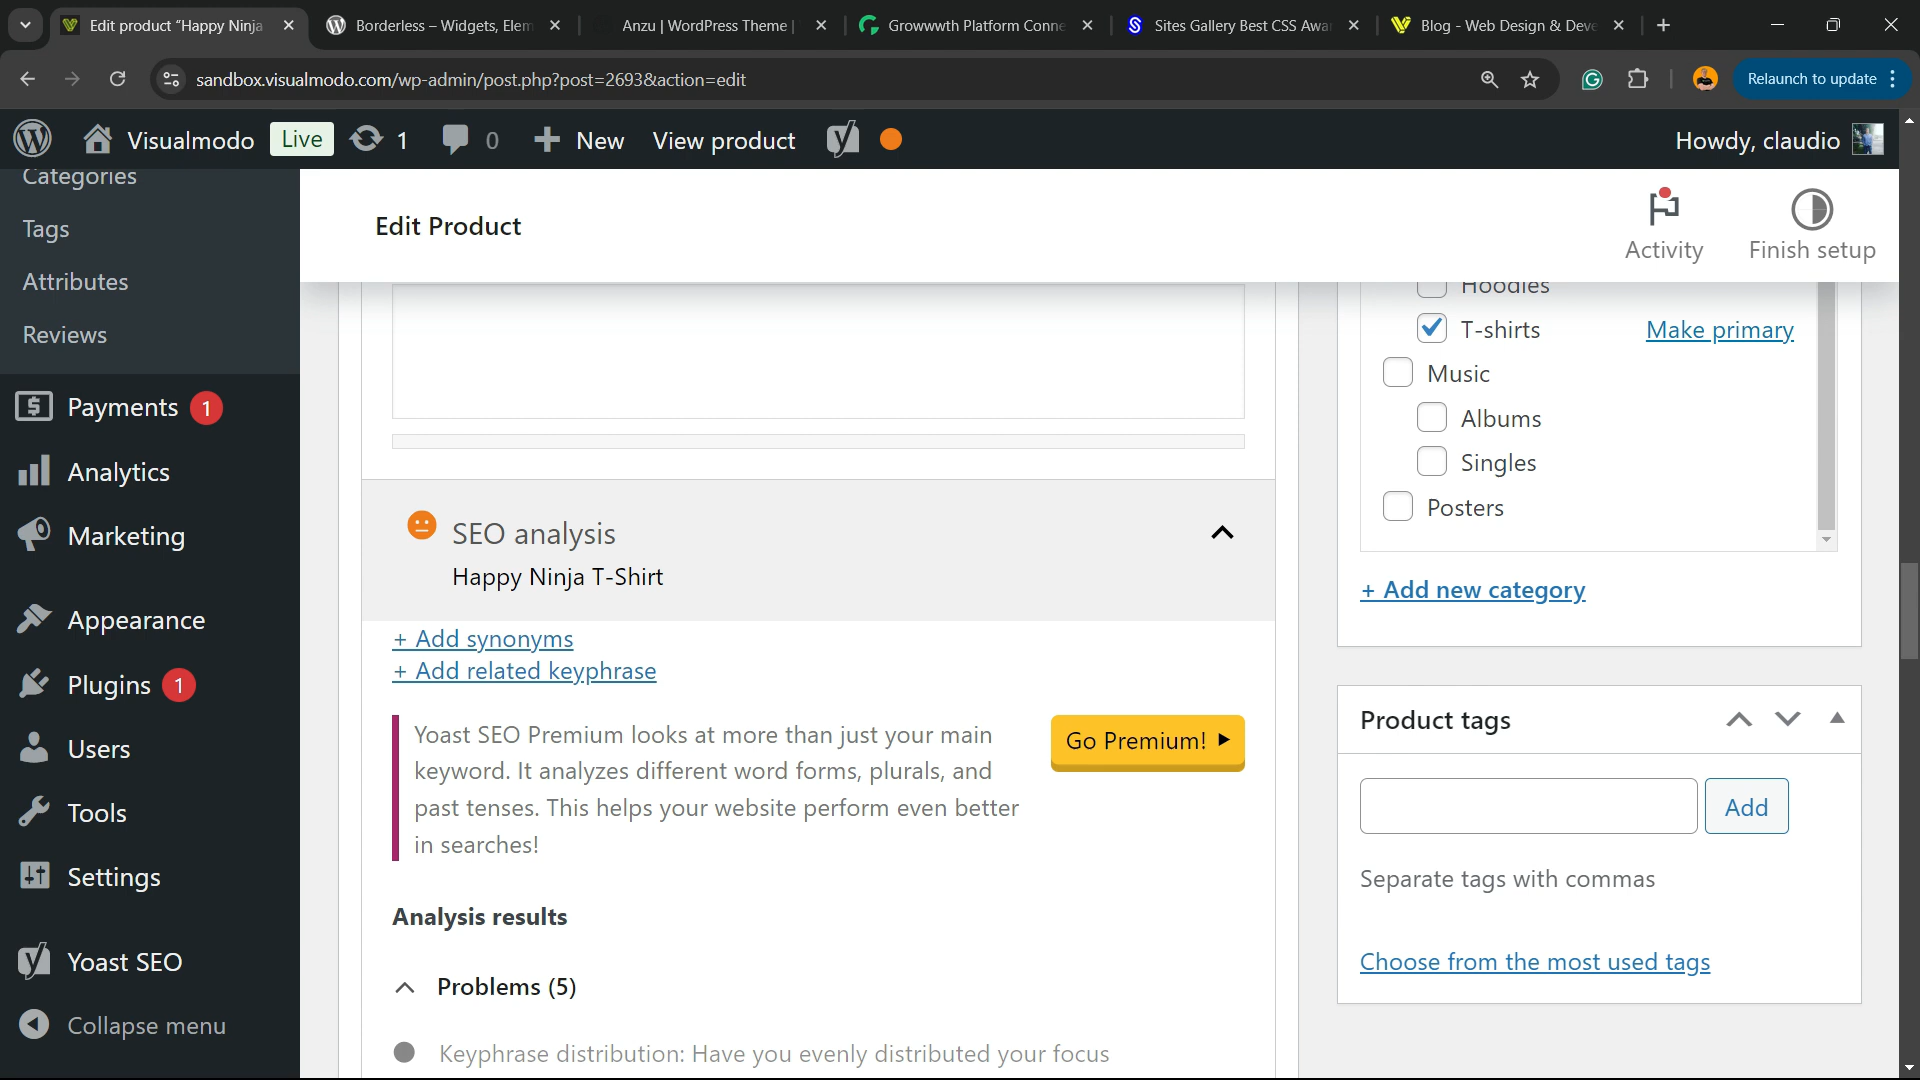 Edit product “Happy Ninja
Borderless – Widgets, Elem
Anzu | WordPress Theme |
Growwwth Platform Conne
Sites Gallery Best CSS Awar
Blog - Web Design & Deve
sandbox.visualmodo.com/wp-admin/post.php?post=2693&action=edit
Relaunch to update
Visualmodo
Live
1
0
New
View product
Howdy, claudio
Categories
Tags
Attributes
Reviews
Payments 1
Analytics
Marketing
Appearance
Plugins 1
Users
Tools
Settings
Yoast SEO
Collapse menu
Edit Product
Activity
Finish setup
SEO analysis
Happy Ninja T-Shirt
+ Add synonyms
+ Add related keyphrase
Yoast SEO Premium looks at more than just your main
keyword. It analyzes different word forms, plurals, and
past tenses. This helps your website perform even better
in searches!
Go Premium!
Analysis results
Problems (5)
Keyphrase distribution: Have you evenly distributed your focus
Hoodies
T-shirts
Make primary
Music
Albums
Singles
Posters
+ Add new category
Product tags
Add
Separate tags with commas
Choose from the most used tags